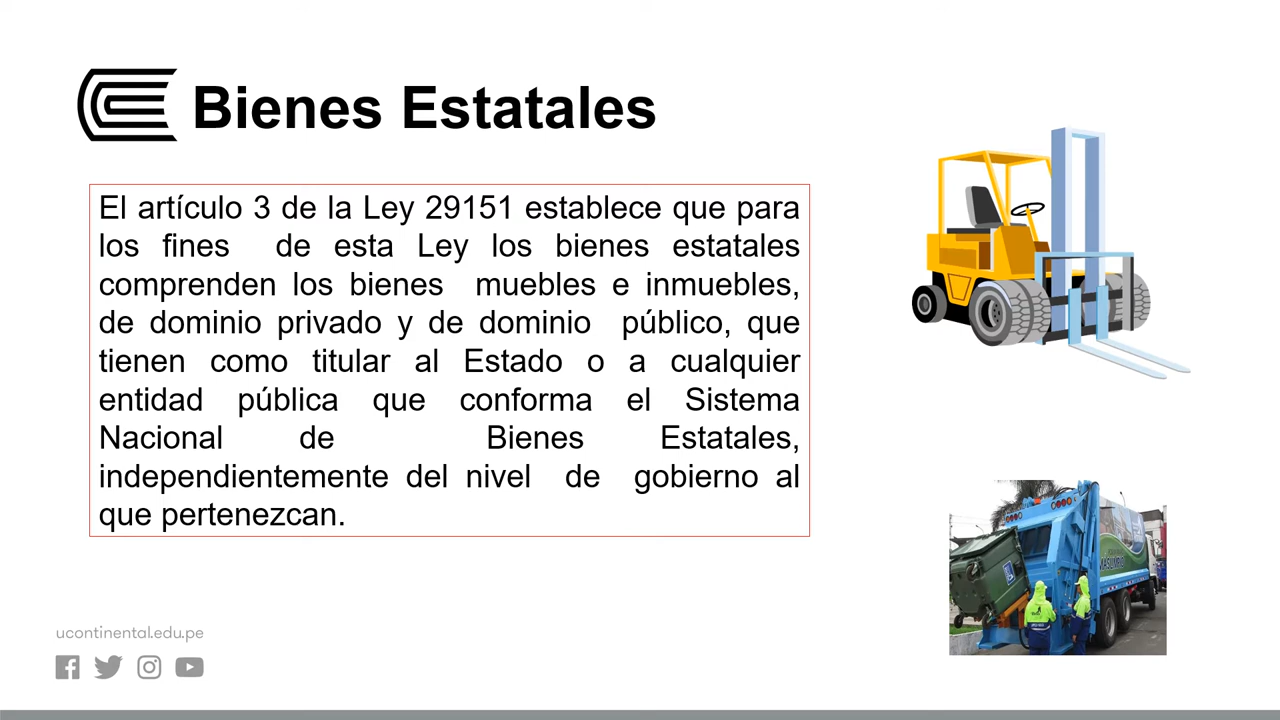 Bienes Estatales
El artículo 3 de la Ley 29151 establece que para
los fines de esta Ley los bienes estatales
comprenden los bienes muebles e inmuebles,
de dominio privado y de dominio público, que
tienen como titular al Estado o a cualquier
entidad pública que conforma el Sistema
Nacional de Bienes Estatales,
independientemente del nivel de gobierno al
que pertenezcan.
ucontinental.edu.pe